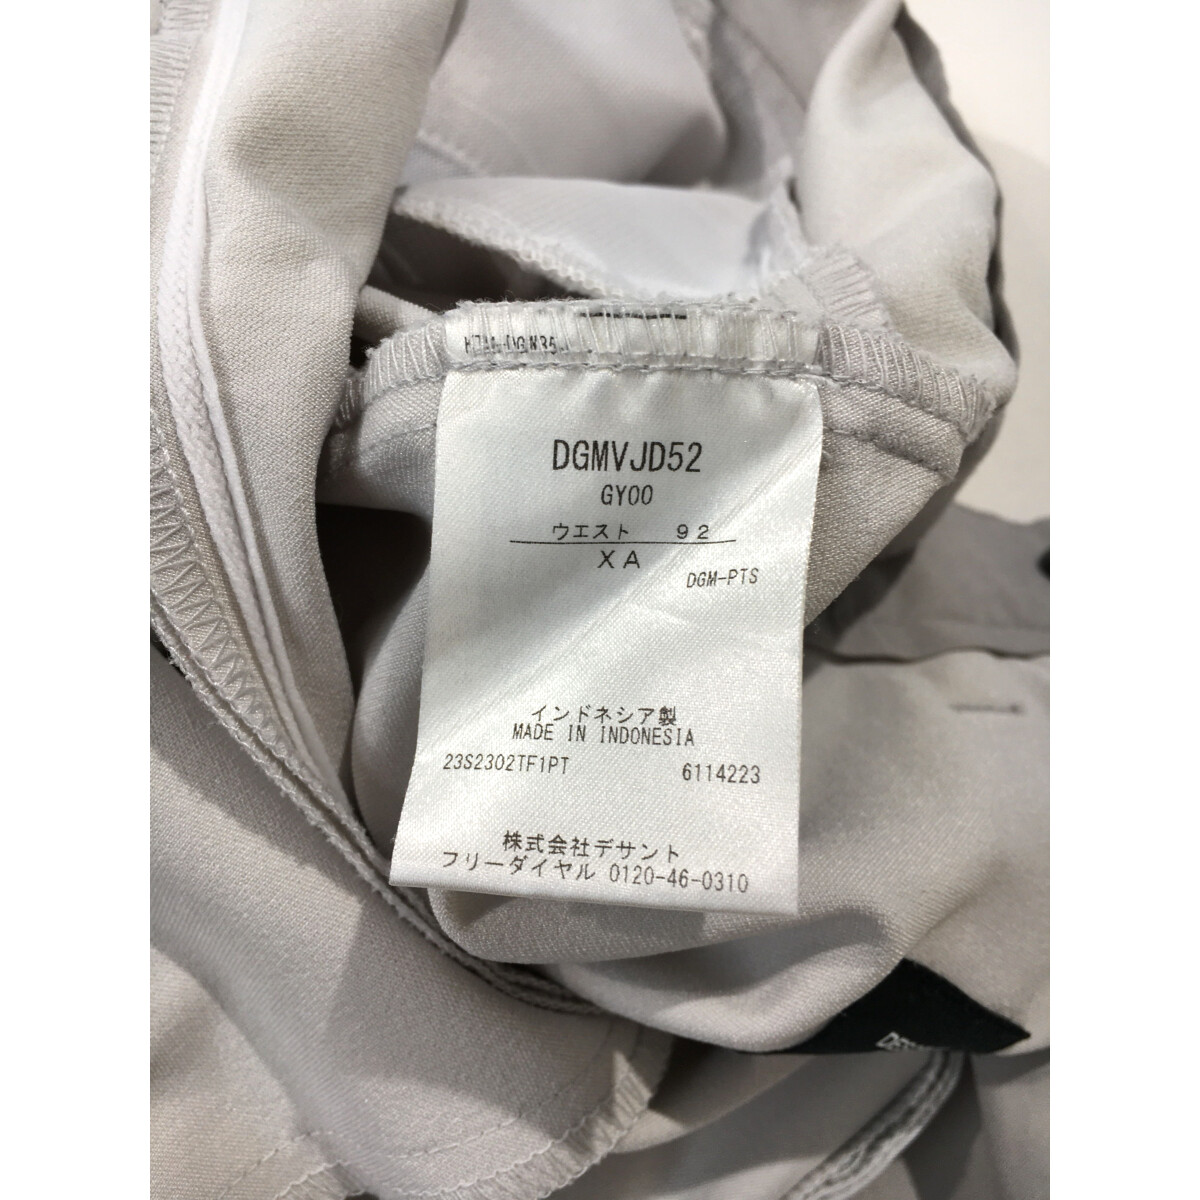 DGMVJD52
GY00
ウエスト 92
XA
DGM-PTS
インドネシア製
MADE IN INDONESIA
23S2302TF1PT 6114223
株式会社デサント
フリーダイヤル 0120-46-0310